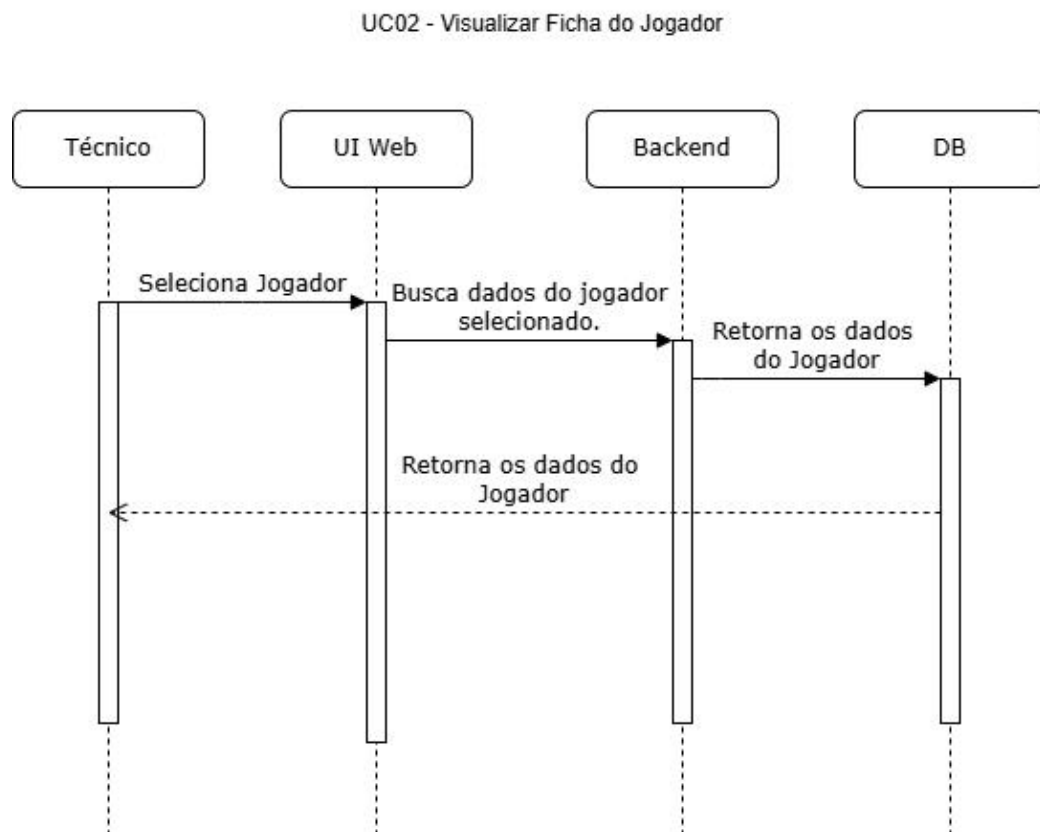 UC02 - Visualizar Ficha do Jogador
Técnico
UI Web
Backend
DB
Seleciona Jogador
Busca dados do jogador
selecionado.
Retorna os dados
do Jogador
Retorna os dados do
Jogador